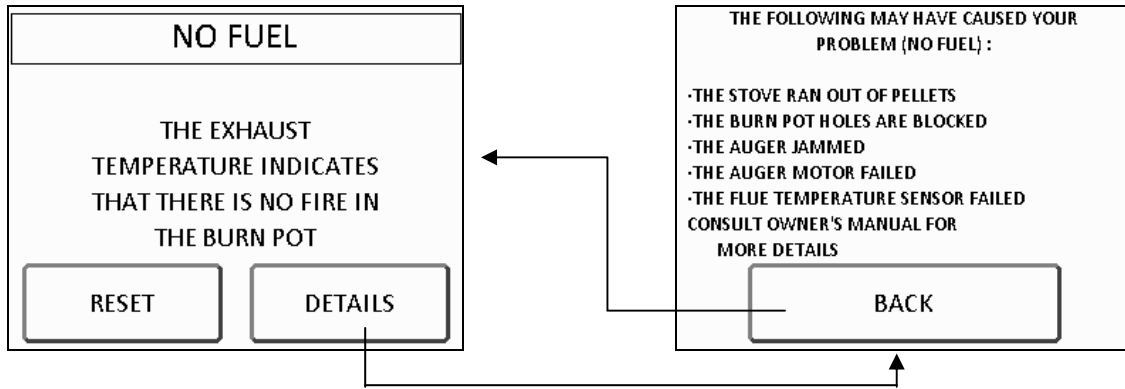 NO FUEL
THE EXHAUST
TEMPERATURE INDICATES
THAT THERE IS NO FIRE IN
THE BURN POT
RESET
DETAILS
THE FOLLOWING MAY HAVE CAUSED YOUR
PROBLEM (NO FUEL) :
·THE STOVE RAN OUT OF PELLETS
·THE BURN POT HOLES ARE BLOCKED
·THE AUGER JAMMED
·THE AUGER MOTOR FAILED
·THE FLUE TEMPERATURE SENSOR FAILED
CONSULT OWNER'S MANUAL FOR
MORE DETAILS
BACK